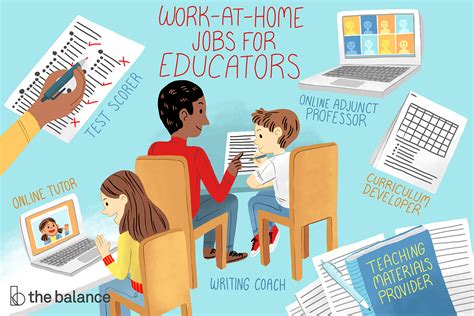 WORK-AT-HOME
JOBS FOR
EDUCATORS
TEST SCORER
ONLINE ADJUNCT
PROFESSOR
CURRICULUM
DEVELOPER
ONLINE TUTOR
WRITING COACH
TEACHING
MATERIALS
PROVIDER
the balance